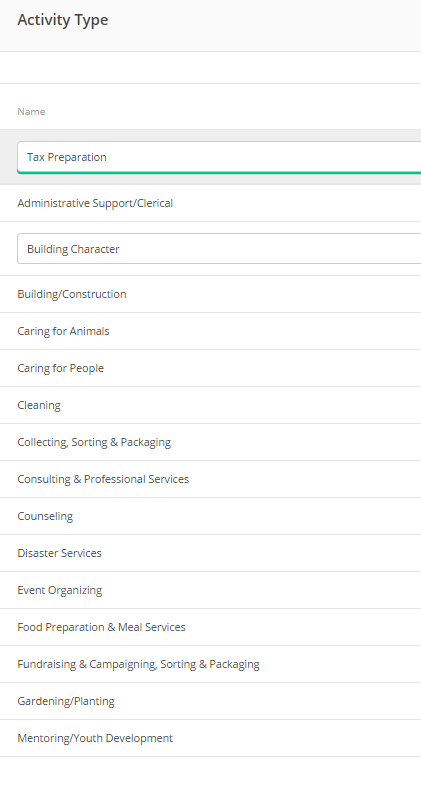 Activity Type
Name
Tax Preparation
Administrative Support/Clerical
Building Character
Building/Construction
Caring for Animals
Caring for People
Cleaning
Collecting, Sorting & Packaging
Consulting & Professional Services
Counseling
Disaster Services
Event Organizing
Food Preparation & Meal Services
Fundraising & Campaigning, Sorting & Packaging
Gardening/Planting
Mentoring/Youth Development